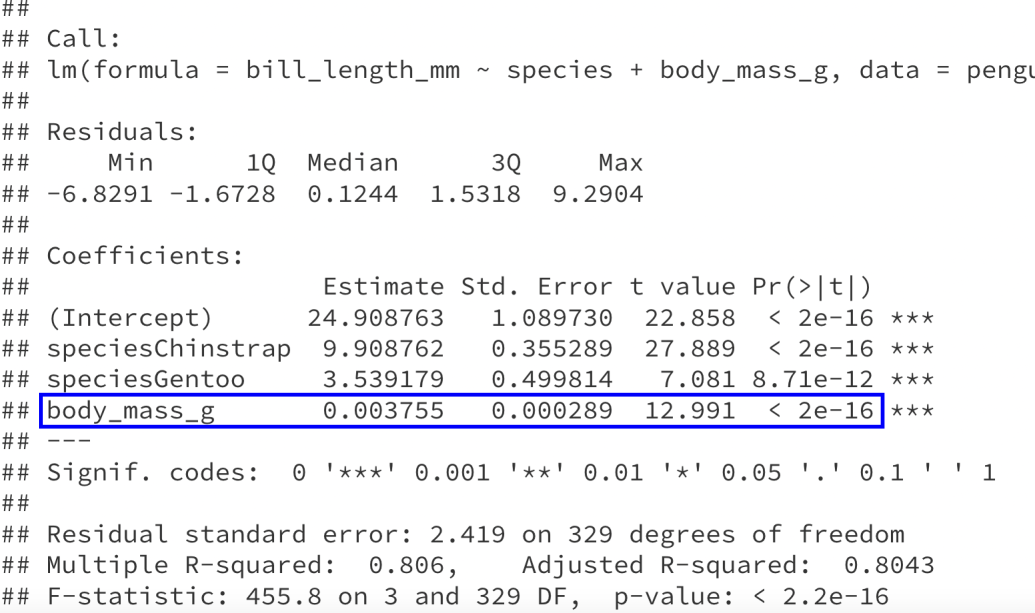 ##
## Call:
## lm(formula = bill_length_mm ~ species + body_mass_g, data = pengu
##
## Residuals:
##     Min      1Q  Median      3Q     Max
## -6.8291 -1.6728  0.1244  1.5318  9.2904
##
## Coefficients:
##                   Estimate Std. Error t value Pr(>|t|)
## (Intercept)      24.908763   1.089730  22.858  < 2e-16 ***
## speciesChinstrap  9.908762   0.355289  27.889  < 2e-16 ***
## speciesGentoo     3.539179   0.499814   7.081 8.71e-12 ***
## body_mass_g       0.003755   0.000289  12.991  < 2e-16 ***
## ---
## Signif. codes:  0 '***' 0.001 '**' 0.01 '*' 0.05 '.' 0.1 ' ' 1
##
## Residual standard error: 2.419 on 329 degrees of freedom
## Multiple R-squared:  0.806,    Adjusted R-squared:  0.8043
## F-statistic: 455.8 on 3 and 329 DF,  p-value: < 2.2e-16